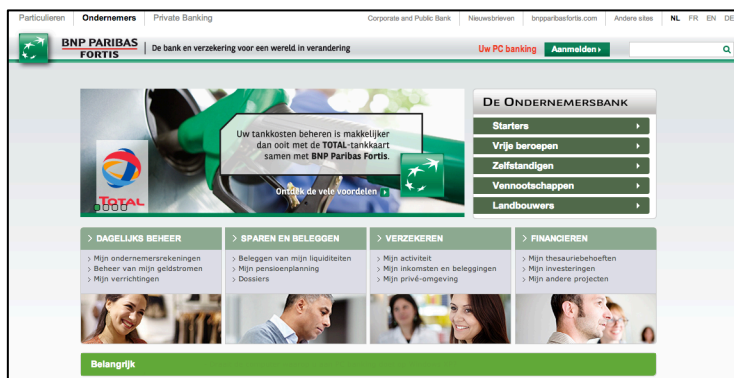 Particulieren Ondernemers Private Banking Corporate and Public Bank Nieuwsbrieven bnpparibasfortis.com Andere sites NL FR EN DE
BNP PARIBAS
FORTIS
De bank en verzekering voor een wereld in verandering
Uw PC banking Aanmelden
Uw tankkosten beheren is makkelijker
dan ooit met de TOTAL-tankkaart
samen met BNP Paribas Fortis.
Ontdek de vele voordelen
TOTAL
DE ONDERNEMERSBANK
Starters
Vrije beroepen
Zelfstandigen
Vennootschappen
Landbouwers
> DAGELIJKS BEHEER
> Mijn ondernemersrekeningen
> Beheer van mijn geldstromen
> Mijn verrichtingen
> SPAREN EN BELEGGEN
> Beleggen van mijn liquiditeiten
> Mijn pensioenplanning
> Dossiers
> VERZEKEREN
> Mijn activiteit
> Mijn inkomsten en beleggingen
> Mijn privé-omgeving
> FINANCIEREN
> Mijn thesauriebehoeften
> Mijn investeringen
> Mijn andere projecten
Belangrijk